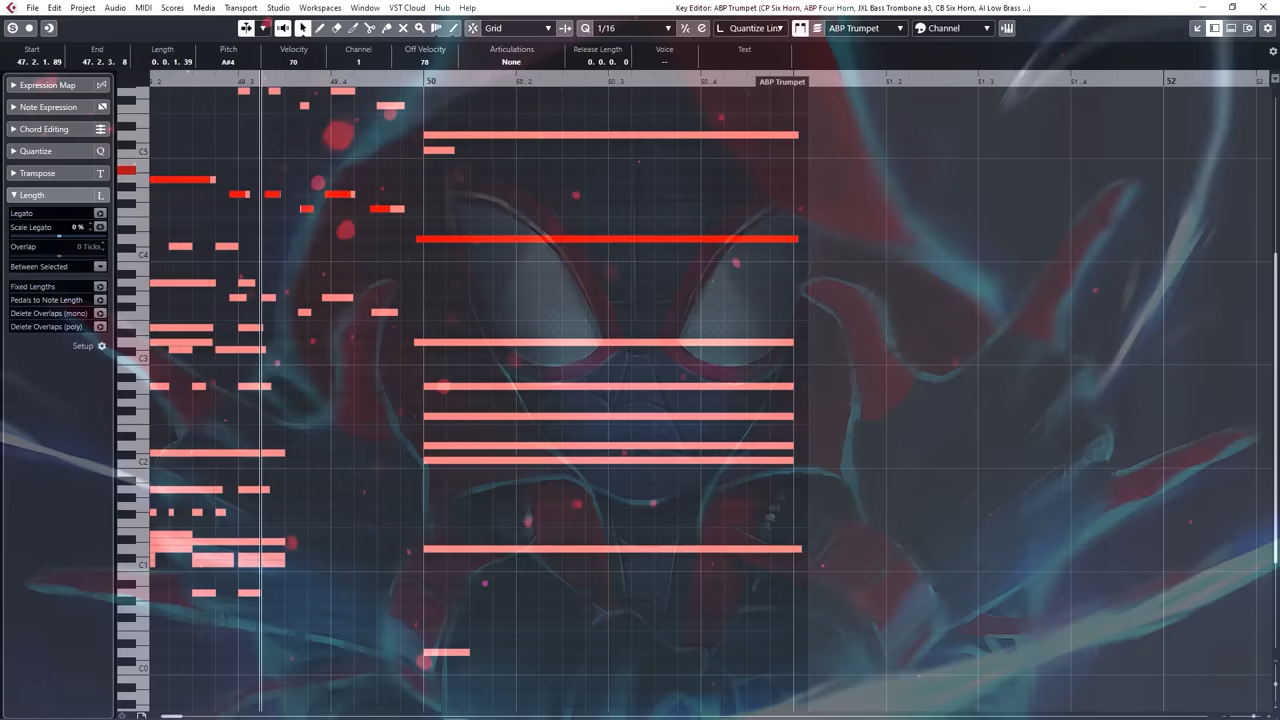 File Edit Project Audio MIDI Scores Media Transport Studio Workspaces Window VST Cloud Hub Help
Key Editor: ABP Trumpet (CP Six Horn, ABP Four Horn, JXL Bass Trombone a3, CB Six Horn, AI Low Brass ...)
S Grid Q 1/16 L Quantize Lin ABP Trumpet Channel
Start End Length Pitch Velocity Channel Off Velocity Articulations Release Length Voice Text
47. 2. 1. 89 47. 2. 3. 8 0. 0. 1. 39 A#4 70 1 78 None 0. 0. 0. 0 --
9.2 49.3 49.4 50 50.2 50.3 50.4 ABP Trumpet 51.2 51.3 51.4 52 52.
Expression Map
Note Expression
Chord Editing
Quantize Q
Transpose T
Length L
Legato
Scale Legato 0 %
Overlap 0 Ticks
Between Selected
Fixed Lengths
Pedals to Note Length
Delete Overlaps (mono)
Delete Overlaps (poly)
Setup
C5
C4
C3
C2
C1
C0